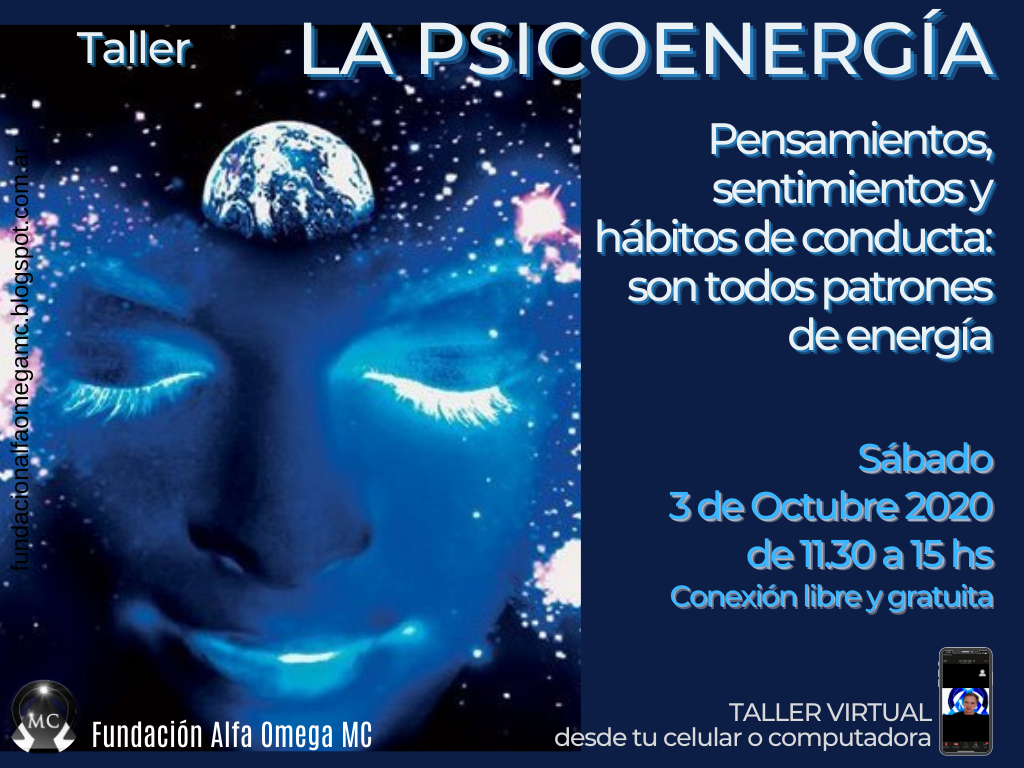 Taller
LA PSICOENERGÍA
Pensamientos,
sentimientos y
hábitos de conducta:
son todos patrones
de energía
Sábado
3 de Octubre 2020
de 11.30 a 15 hs
Conexión libre y gratuita
TALLER VIRTUAL
desde tu celular o computadora
fundacionalfaomegamc.blogspot.com.ar
MC
Fundación Alfa Omega MC